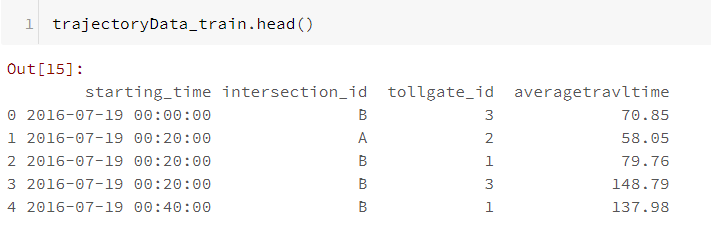 1 trajectoryData_train.head()
Out[15]:
starting_time intersection_id tollgate_id averagetravltime
0 2016-07-19 00:00:00 B 3 70.85
1 2016-07-19 00:20:00 A 2 58.05
2 2016-07-19 00:20:00 B 1 79.76
3 2016-07-19 00:20:00 B 3 148.79
4 2016-07-19 00:40:00 B 1 137.98